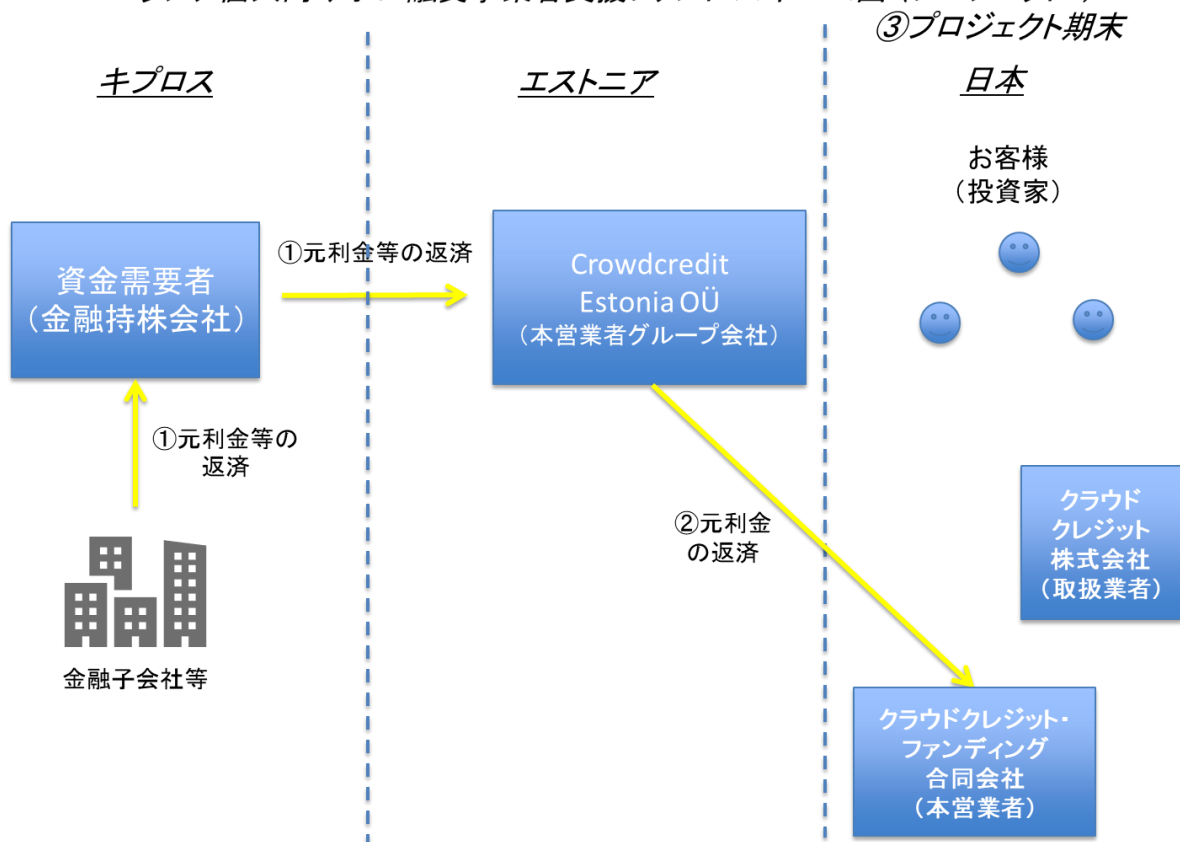 ③プロジェクト期末
キプロス
エストニア
日本
お客様
（投資家）
資金需要者
（金融持株会社）
①元利金等の返済
Crowdcredit
Estonia OÜ
（本営業者グループ会社）
①元利金等の
返済
金融子会社等
②元利金
の返済
クラウド
クレジット
株式会社
（取扱業者）
クラウドクレジット・
ファンディング
合同会社
（本営業者）